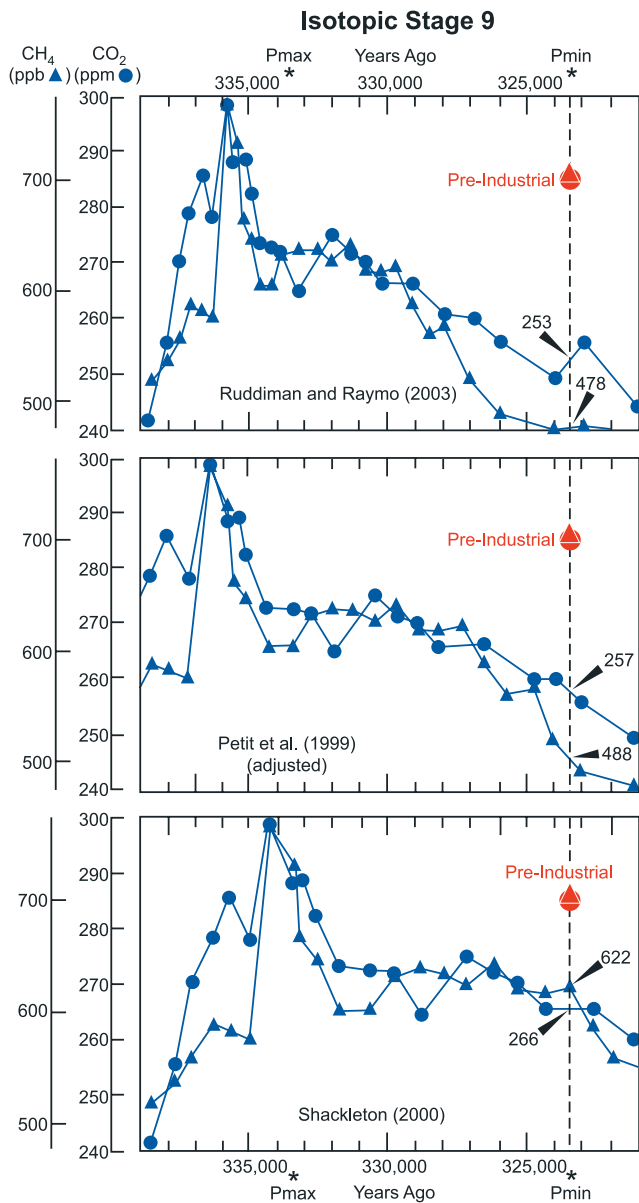 Isotopic Stage 9
CH4 CO2 Pmax Years Ago Pmin
(ppb ▲) (ppm ●) * *
335,000 330,000 325,000
300
290
700
280
270
600
260
250
500
240
Pre-Industrial
253
478
Ruddiman and Raymo (2003)
300
290
700
280
270
600
260
250
500
240
Pre-Industrial
257
488
Petit et al. (1999)
(adjusted)
300
290
700
280
270
600
260
250
500
240
Pre-Industrial
622
266
Shackleton (2000)
335,000 330,000 325,000
* *
Pmax Years Ago Pmin